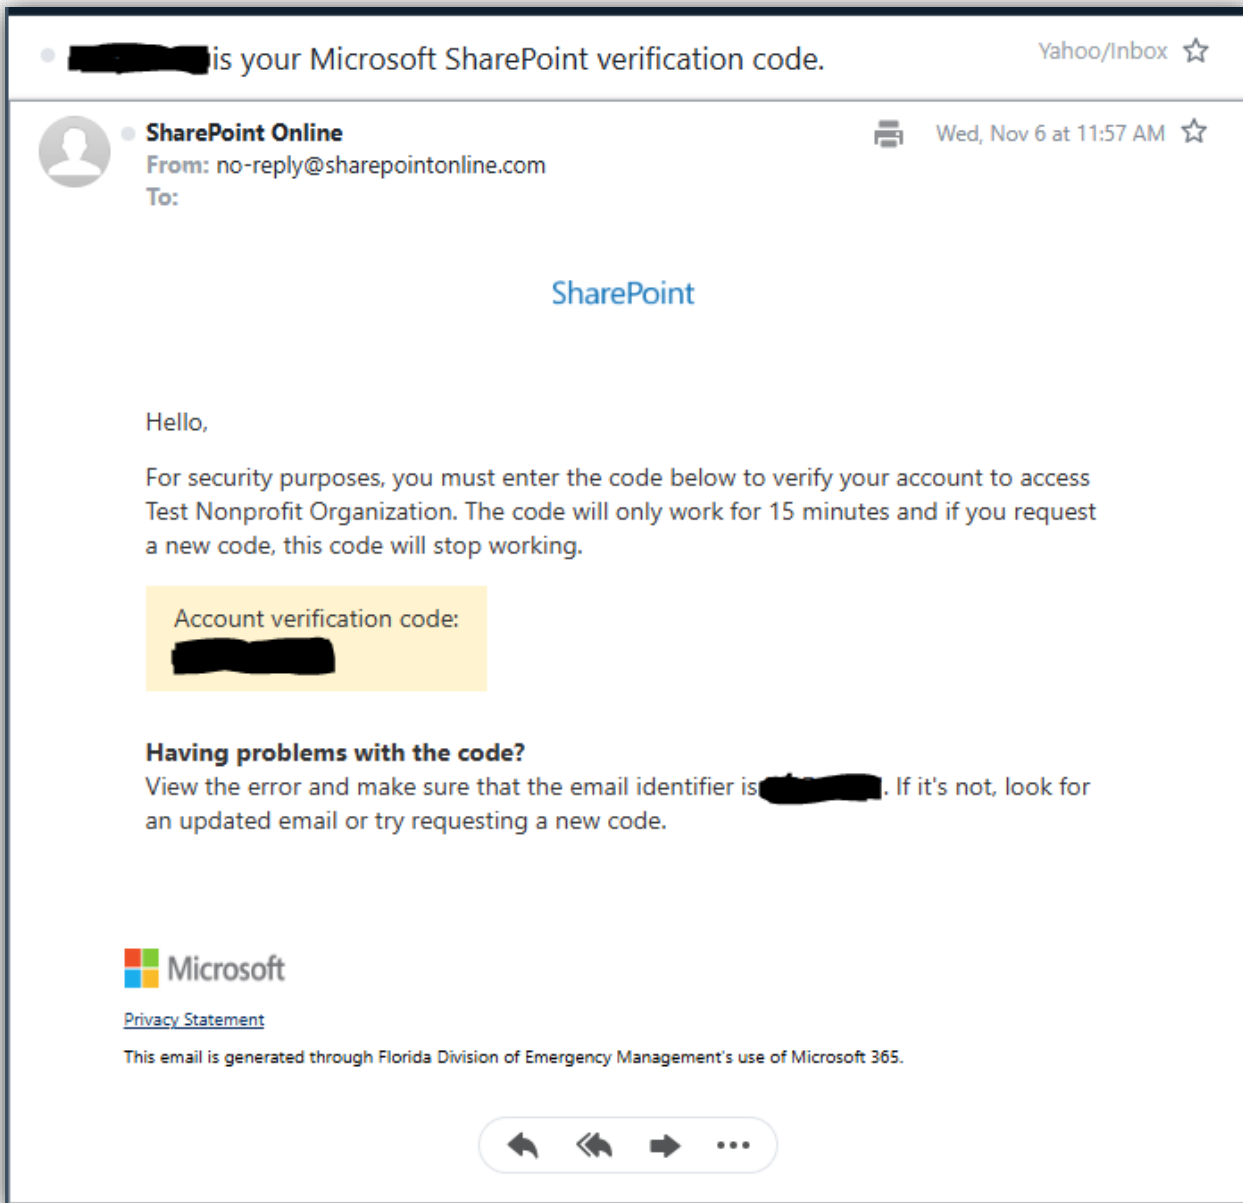 is your Microsoft SharePoint verification code.
Yahoo/Inbox
SharePoint Online
Wed, Nov 6 at 11:57 AM
From: no-reply@sharepointonline.com
To:
SharePoint
Hello,
For security purposes, you must enter the code below to verify your account to access
Test Nonprofit Organization. The code will only work for 15 minutes and if you request
a new code, this code will stop working.
Account verification code:
Having problems with the code?
View the error and make sure that the email identifier is . If it's not, look for
an updated email or try requesting a new code.
Microsoft
Privacy Statement
This email is generated through Florida Division of Emergency Management's use of Microsoft 365.